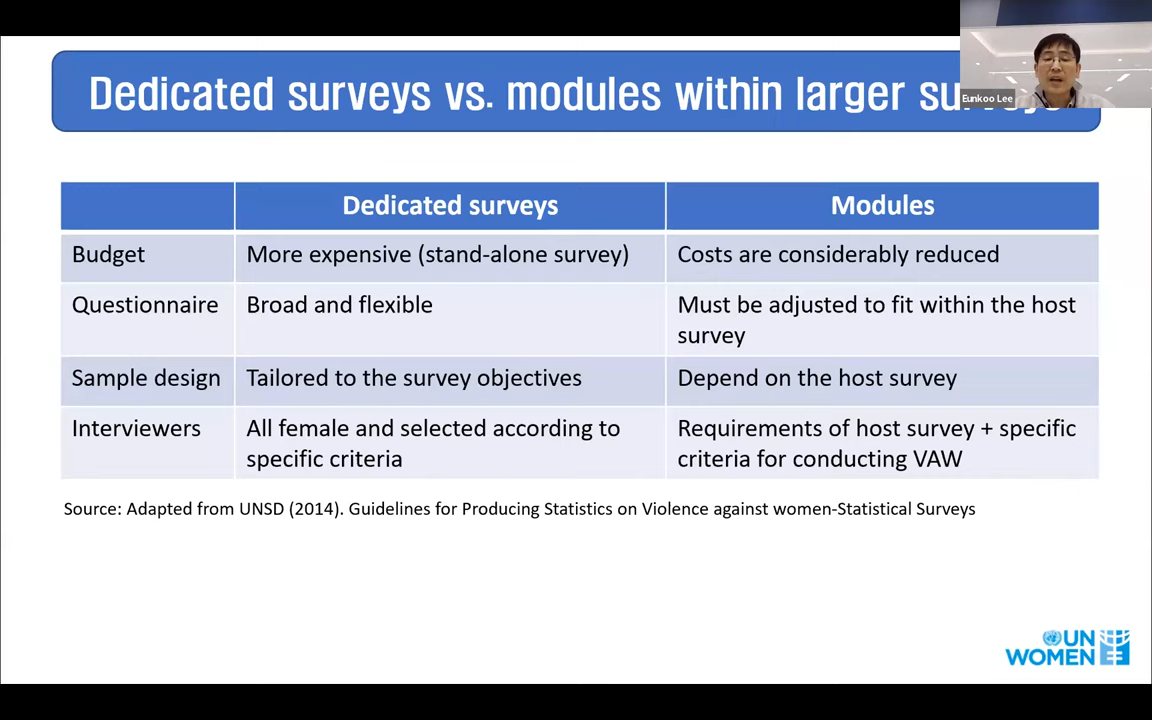 Dedicated surveys vs. modules within larger
Eunkoo Lee
Dedicated surveys
Modules
Budget
More expensive (stand-alone survey)
Costs are considerably reduced
Questionnaire
Broad and flexible
Must be adjusted to fit within the host
survey
Sample design
Tailored to the survey objectives
Depend on the host survey
Interviewers
All female and selected according to
specific criteria
Requirements of host survey + specific
criteria for conducting VAW
Source: Adapted from UNSD (2014). Guidelines for Producing Statistics on Violence against women-Statistical Surveys
UN
WOMEN